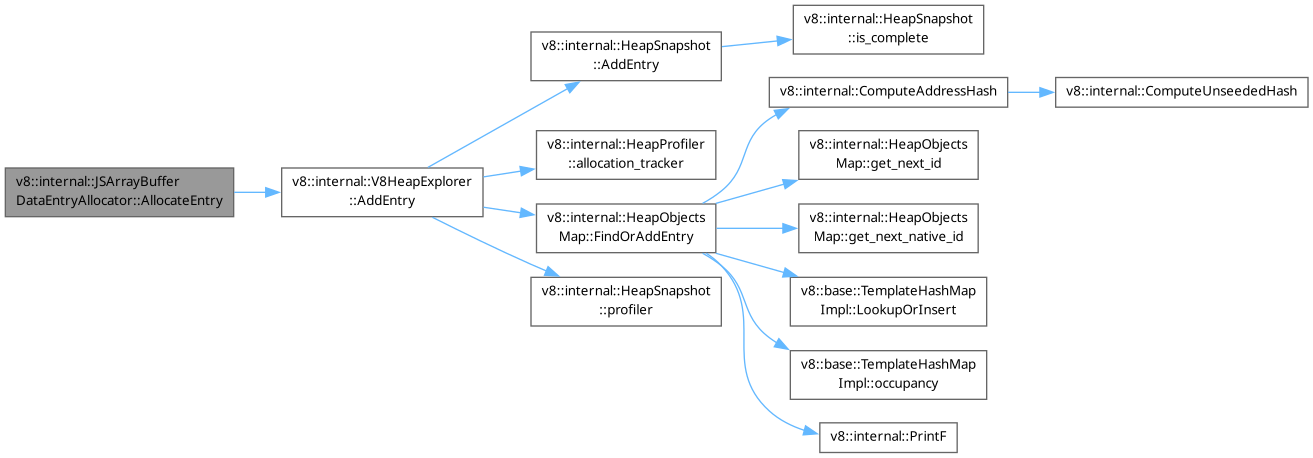 v8::internal::JSArrayBuffer
DataEntryAllocator::AllocateEntry
v8::internal::V8HeapExplorer
::AddEntry
v8::internal::HeapSnapshot
::AddEntry
v8::internal::HeapProfiler
::allocation_tracker
v8::internal::HeapObjects
Map::FindOrAddEntry
v8::internal::HeapSnapshot
::profiler
v8::internal::HeapSnapshot
::is_complete
v8::internal::ComputeAddressHash
v8::internal::HeapObjects
Map::get_next_id
v8::internal::HeapObjects
Map::get_next_native_id
v8::base::TemplateHashMap
Impl::LookupOrInsert
v8::base::TemplateHashMap
Impl::occupancy
v8::internal::PrintF
v8::internal::ComputeUnseededHash